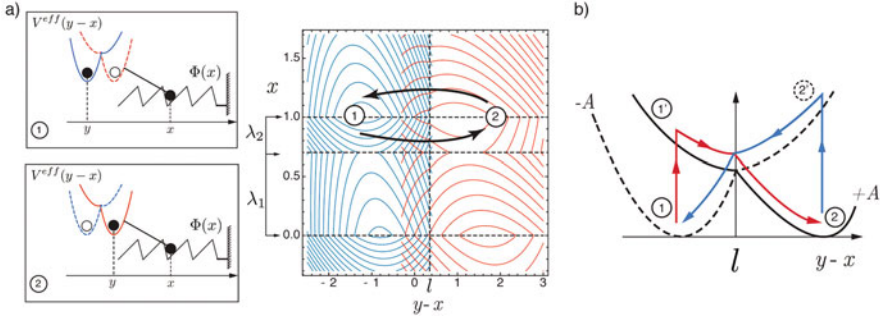 a)
V^{eff}(y-x)
Φ(x)
y
x
1
V^{eff}(y-x)
Φ(x)
y
x
2
x
λ₂
λ₁
1.5
1.0
0.5
0.0
1
2
-2 -1 0 l 1 2 3
y-x
b)
-A
1'
2'
1
2
+A
l
y-x